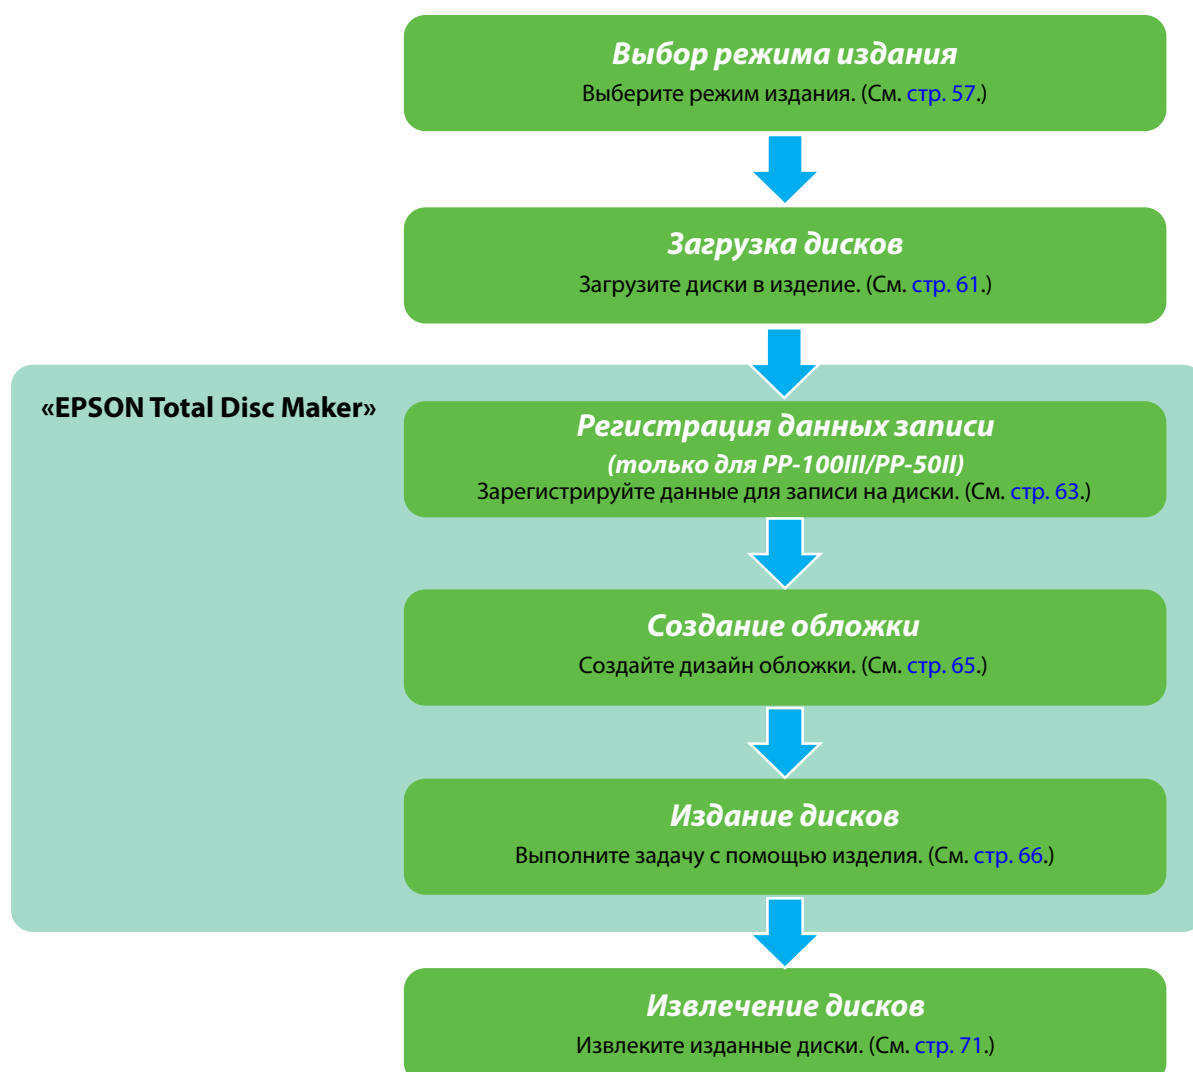 Выбор режима издания
Выберите режим издания. (См. стр. 57.)
Загрузка дисков
Загрузите диски в изделие. (См. стр. 61.)
«EPSON Total Disc Maker»
Регистрация данных записи
(только для PP-100III/PP-50II)
Зарегистрируйте данные для записи на диски. (См. стр. 63.)
Создание обложки
Создайте дизайн обложки. (См. стр. 65.)
Издание дисков
Выполните задачу с помощью изделия. (См. стр. 66.)
Извлечение дисков
Извлеките изданные диски. (См. стр. 71.)